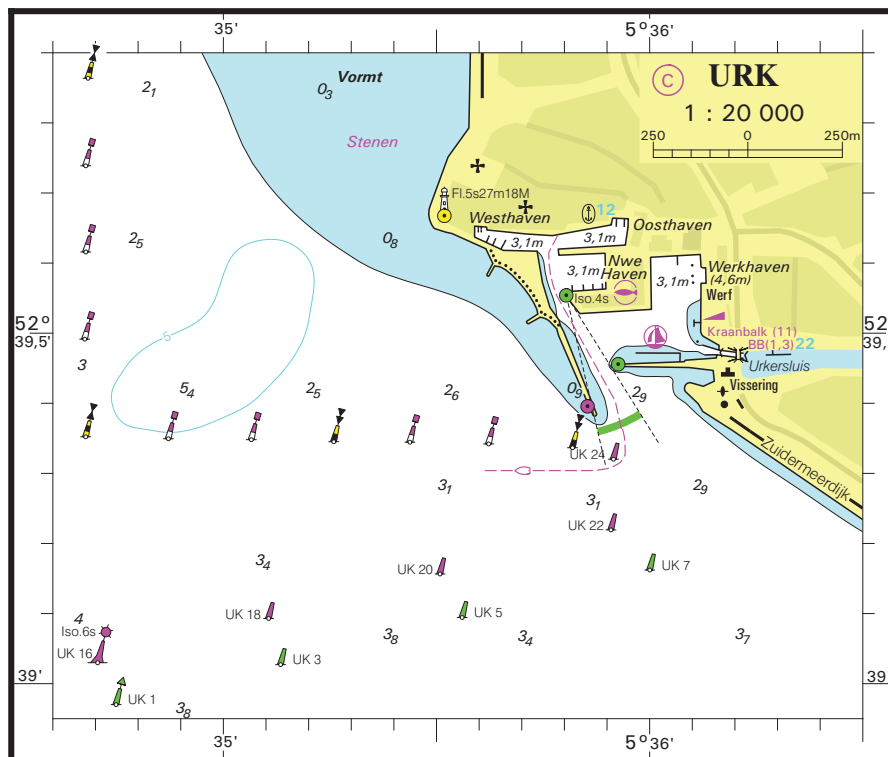 35'
5° 36'
C URK
1 : 20 000
250 0 250m
Vormt
0₃
2₁
Stenen
Fl.5s27m18M
12
Westhaven
Oosthaven
3,1m
3,1m
2₅
0₈
Nwe
Haven
3,1m
Werkhaven
3,1m
(4,6m)
Iso.4s
Werf
52°
39,5'
5
Kraanbalk (11)
BB(1,3) 22
52°
39,
Urkersluis
3
Vissering
5₄
2₅
2₆
0₉
2₉
Zuidermeerdijk
UK 24
3₁
3₁
2₉
UK 22
3₄
UK 20
UK 7
4
UK 18
UK 5
Iso.6s
3₈
3₄
3₇
UK 16
UK 3
39'
39
UK 1
3₈
35'
5° 36'